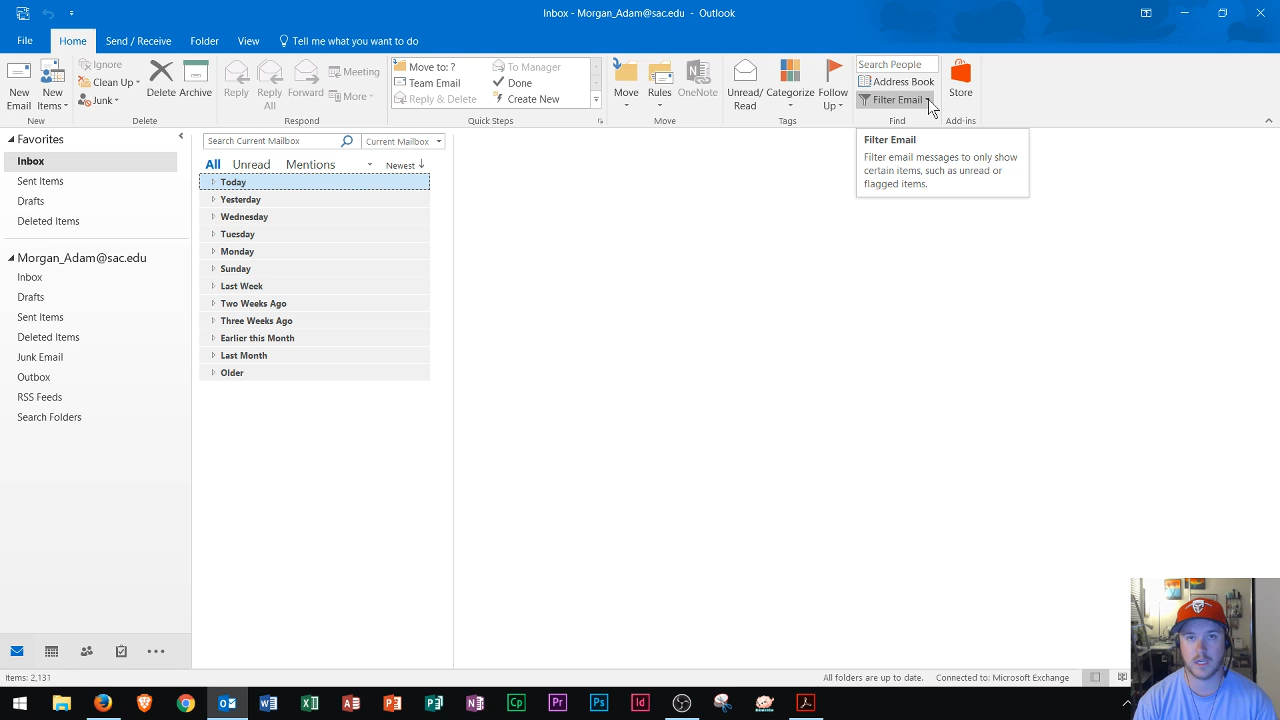 Inbox - Morgan_Adam@sac.edu - Outlook
File
Home
Send / Receive
Folder
View
Tell me what you want to do
New
Email
New
Items
New
Ignore
Clean Up
Junk
Delete
Archive
Delete
Reply
Reply
All
Forward
Meeting
More
Respond
Move to: ?
Team Email
Reply & Delete
To Manager
Done
Create New
Quick Steps
Move
Rules
OneNote
Move
Unread/
Read
Categorize
Follow
Up
Tags
Search People
Address Book
Filter Email
Find
Store
Add-ins
Filter Email
Filter email messages to only show
certain items, such as unread or
flagged items.
Favorites
Inbox
Sent Items
Drafts
Deleted Items
Morgan_Adam@sac.edu
Inbox
Drafts
Sent Items
Deleted Items
Junk Email
Outbox
RSS Feeds
Search Folders
Search Current Mailbox
Current Mailbox
All
Unread
Mentions
Newest
Today
Yesterday
Wednesday
Tuesday
Monday
Sunday
Last Week
Two Weeks Ago
Three Weeks Ago
Earlier this Month
Last Month
Older
Items: 2,131
All folders are up to date.
Connected to: Microsoft Exchange
Cp
Pr
Ps
Id